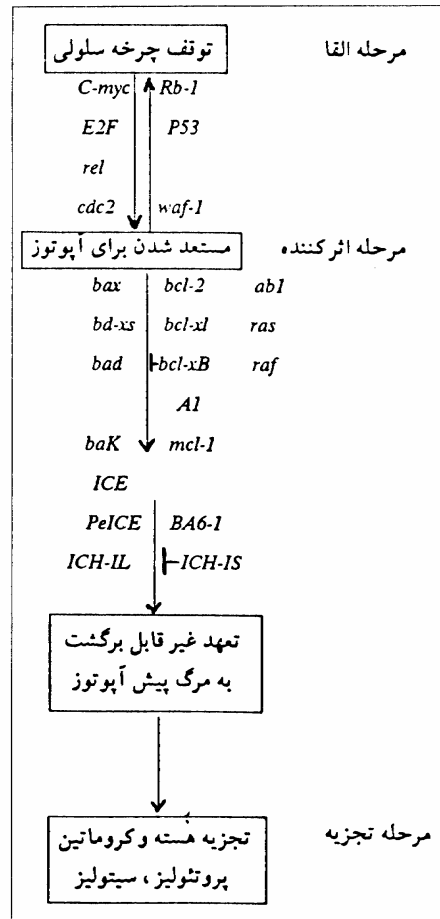 مرحله القا
توقف چرخه سلولی
C-myc Rb-1
E2F P53
rel
cdc2 waf-1
مرحله اثرکننده
مستعد شدن برای آپوتوز
bax bcl-2 ab1
bd-xs bcl-xl ras
bad bcl-xB raf
A1
baK mcl-1
ICE
PeICE BA6-1
ICH-IL ICH-IS
تعهد غیر قابل برگشت
به مرگ پیش آپوتوز
مرحله تجزیه
تجزیه هسته و کروماتین
پروتئولیز ، سیتولیز